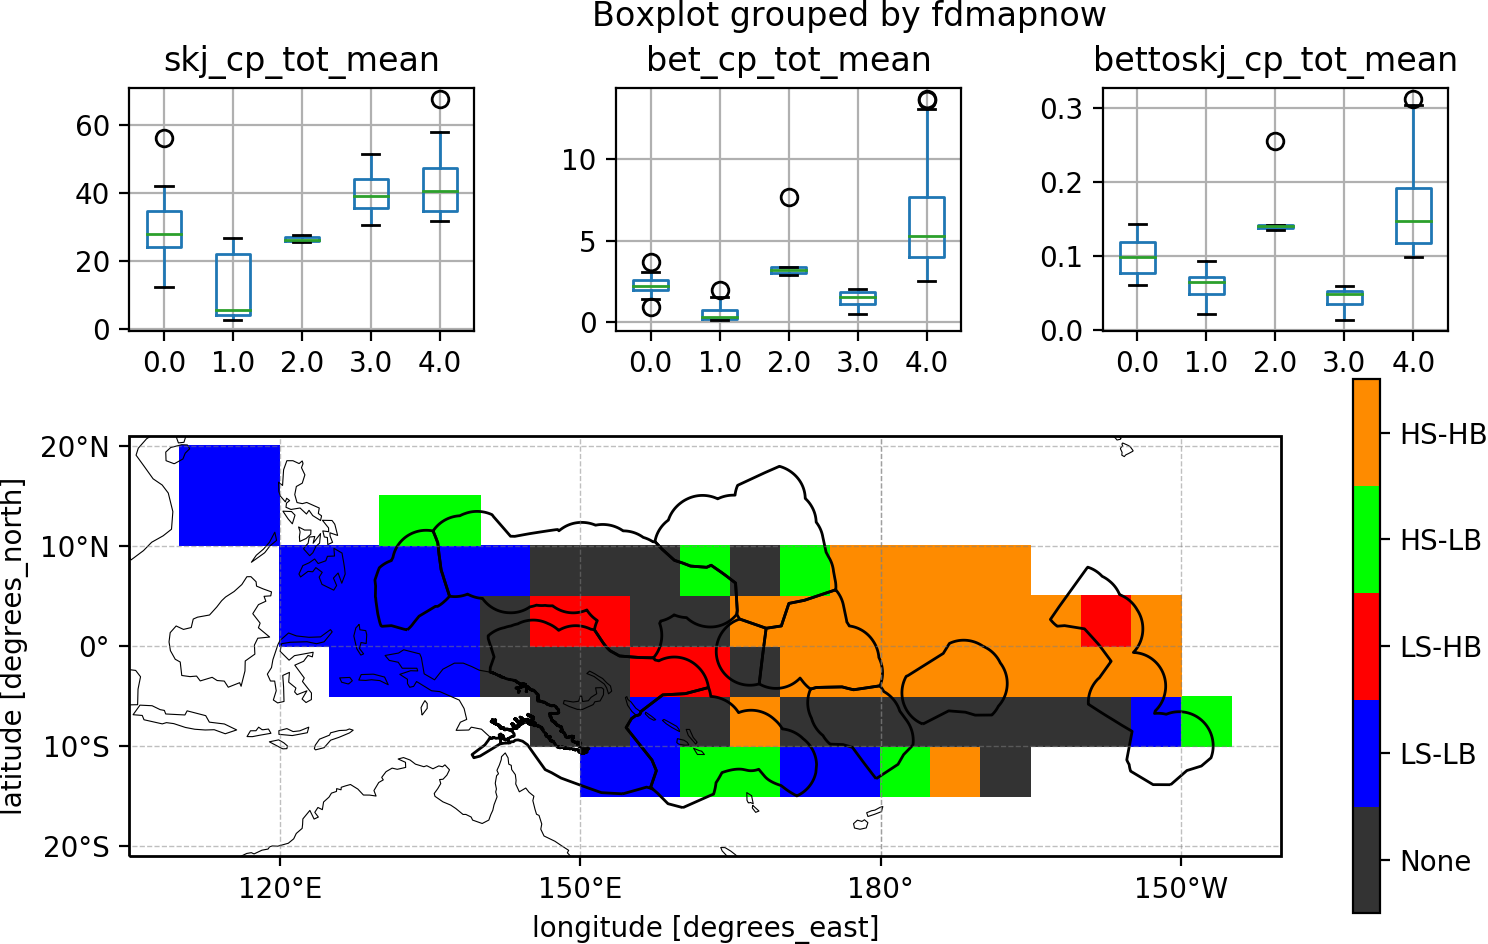 Boxplot grouped by fdmapnow
skj_cp_tot_mean
bet_cp_tot_mean
bettoskj_cp_tot_mean
60
40
20
0
0.0 1.0 2.0 3.0 4.0
10
5
0
0.0 1.0 2.0 3.0 4.0
0.3
0.2
0.1
0.0
0.0 1.0 2.0 3.0 4.0
latitude [degrees_north]
20°N
10°N
0°
10°S
20°S
120°E 150°E 180° 150°W
longitude [degrees_east]
HS-HB
HS-LB
LS-HB
LS-LB
None